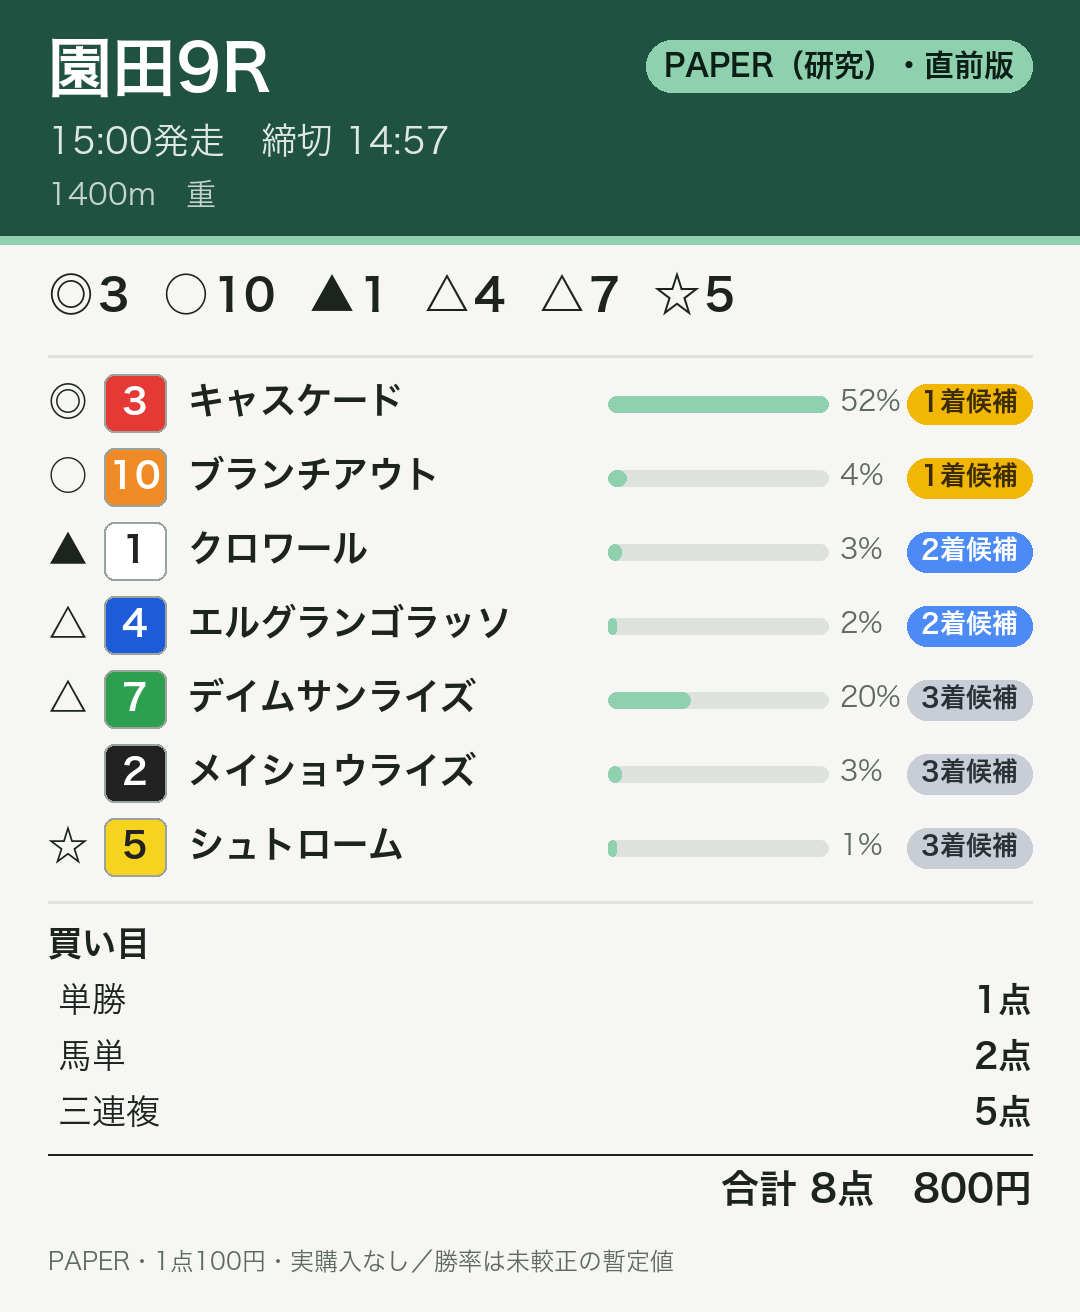 園田9R
PAPER（研究）・直前版
15:00発走　締切 14:57
1400m　重
◎3 ○10 ▲1 △4 △7 ☆5
◎ 3 キャスケード 52% 1着候補
○ 10 ブランチアウト 4% 1着候補
▲ 1 クロワール 3% 2着候補
△ 4 エルグランゴラッソ 2% 2着候補
△ 7 デイムサンライズ 20% 3着候補
2 メイショウライズ 3% 3着候補
☆ 5 シュトローム 1% 3着候補
買い目
単勝 1点
馬単 2点
三連複 5点
合計 8点　800円
PAPER・1点100円・実購入なし／勝率は未較正の暫定値